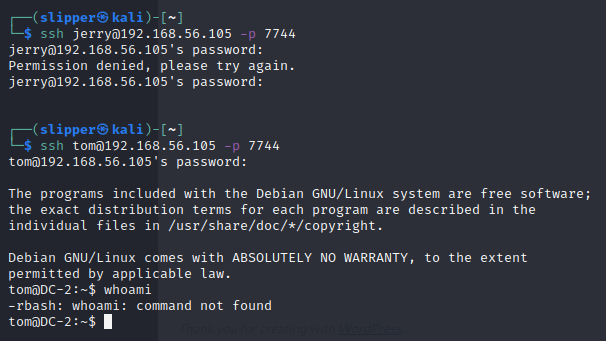 ┌──(slipper㉿kali)-[~]
└─$ ssh jerry@192.168.56.105 -p 7744
jerry@192.168.56.105's password:
Permission denied, please try again.
jerry@192.168.56.105's password:
┌──(slipper㉿kali)-[~]
└─$ ssh tom@192.168.56.105 -p 7744
tom@192.168.56.105's password:
The programs included with the Debian GNU/Linux system are free software;
the exact distribution terms for each program are described in the
individual files in /usr/share/doc/*/copyright.
Debian GNU/Linux comes with ABSOLUTELY NO WARRANTY, to the extent
permitted by applicable law.
tom@DC-2:~$ whoami
-rbash: whoami: command not found
tom@DC-2:~$